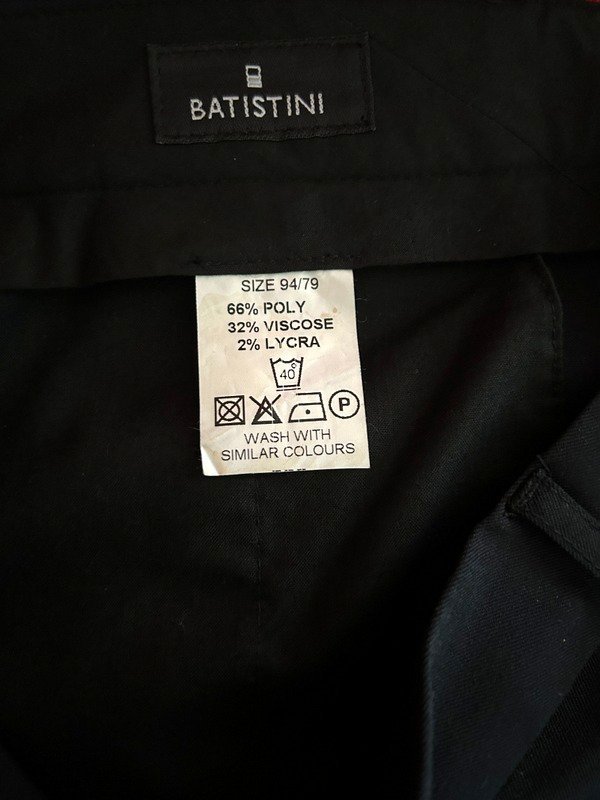 BATISTINI
SIZE 94/79
66% POLY
32% VISCOSE
2% LYCRA
40°
P
WASH WITH
SIMILAR COLOURS